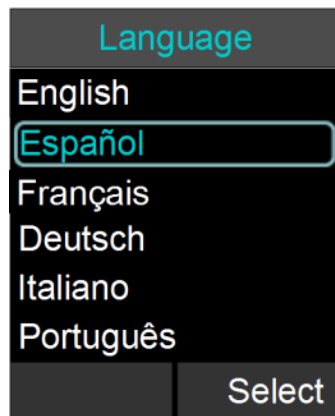 Language
English
Español
Français
Deutsch
Italiano
Português
Select